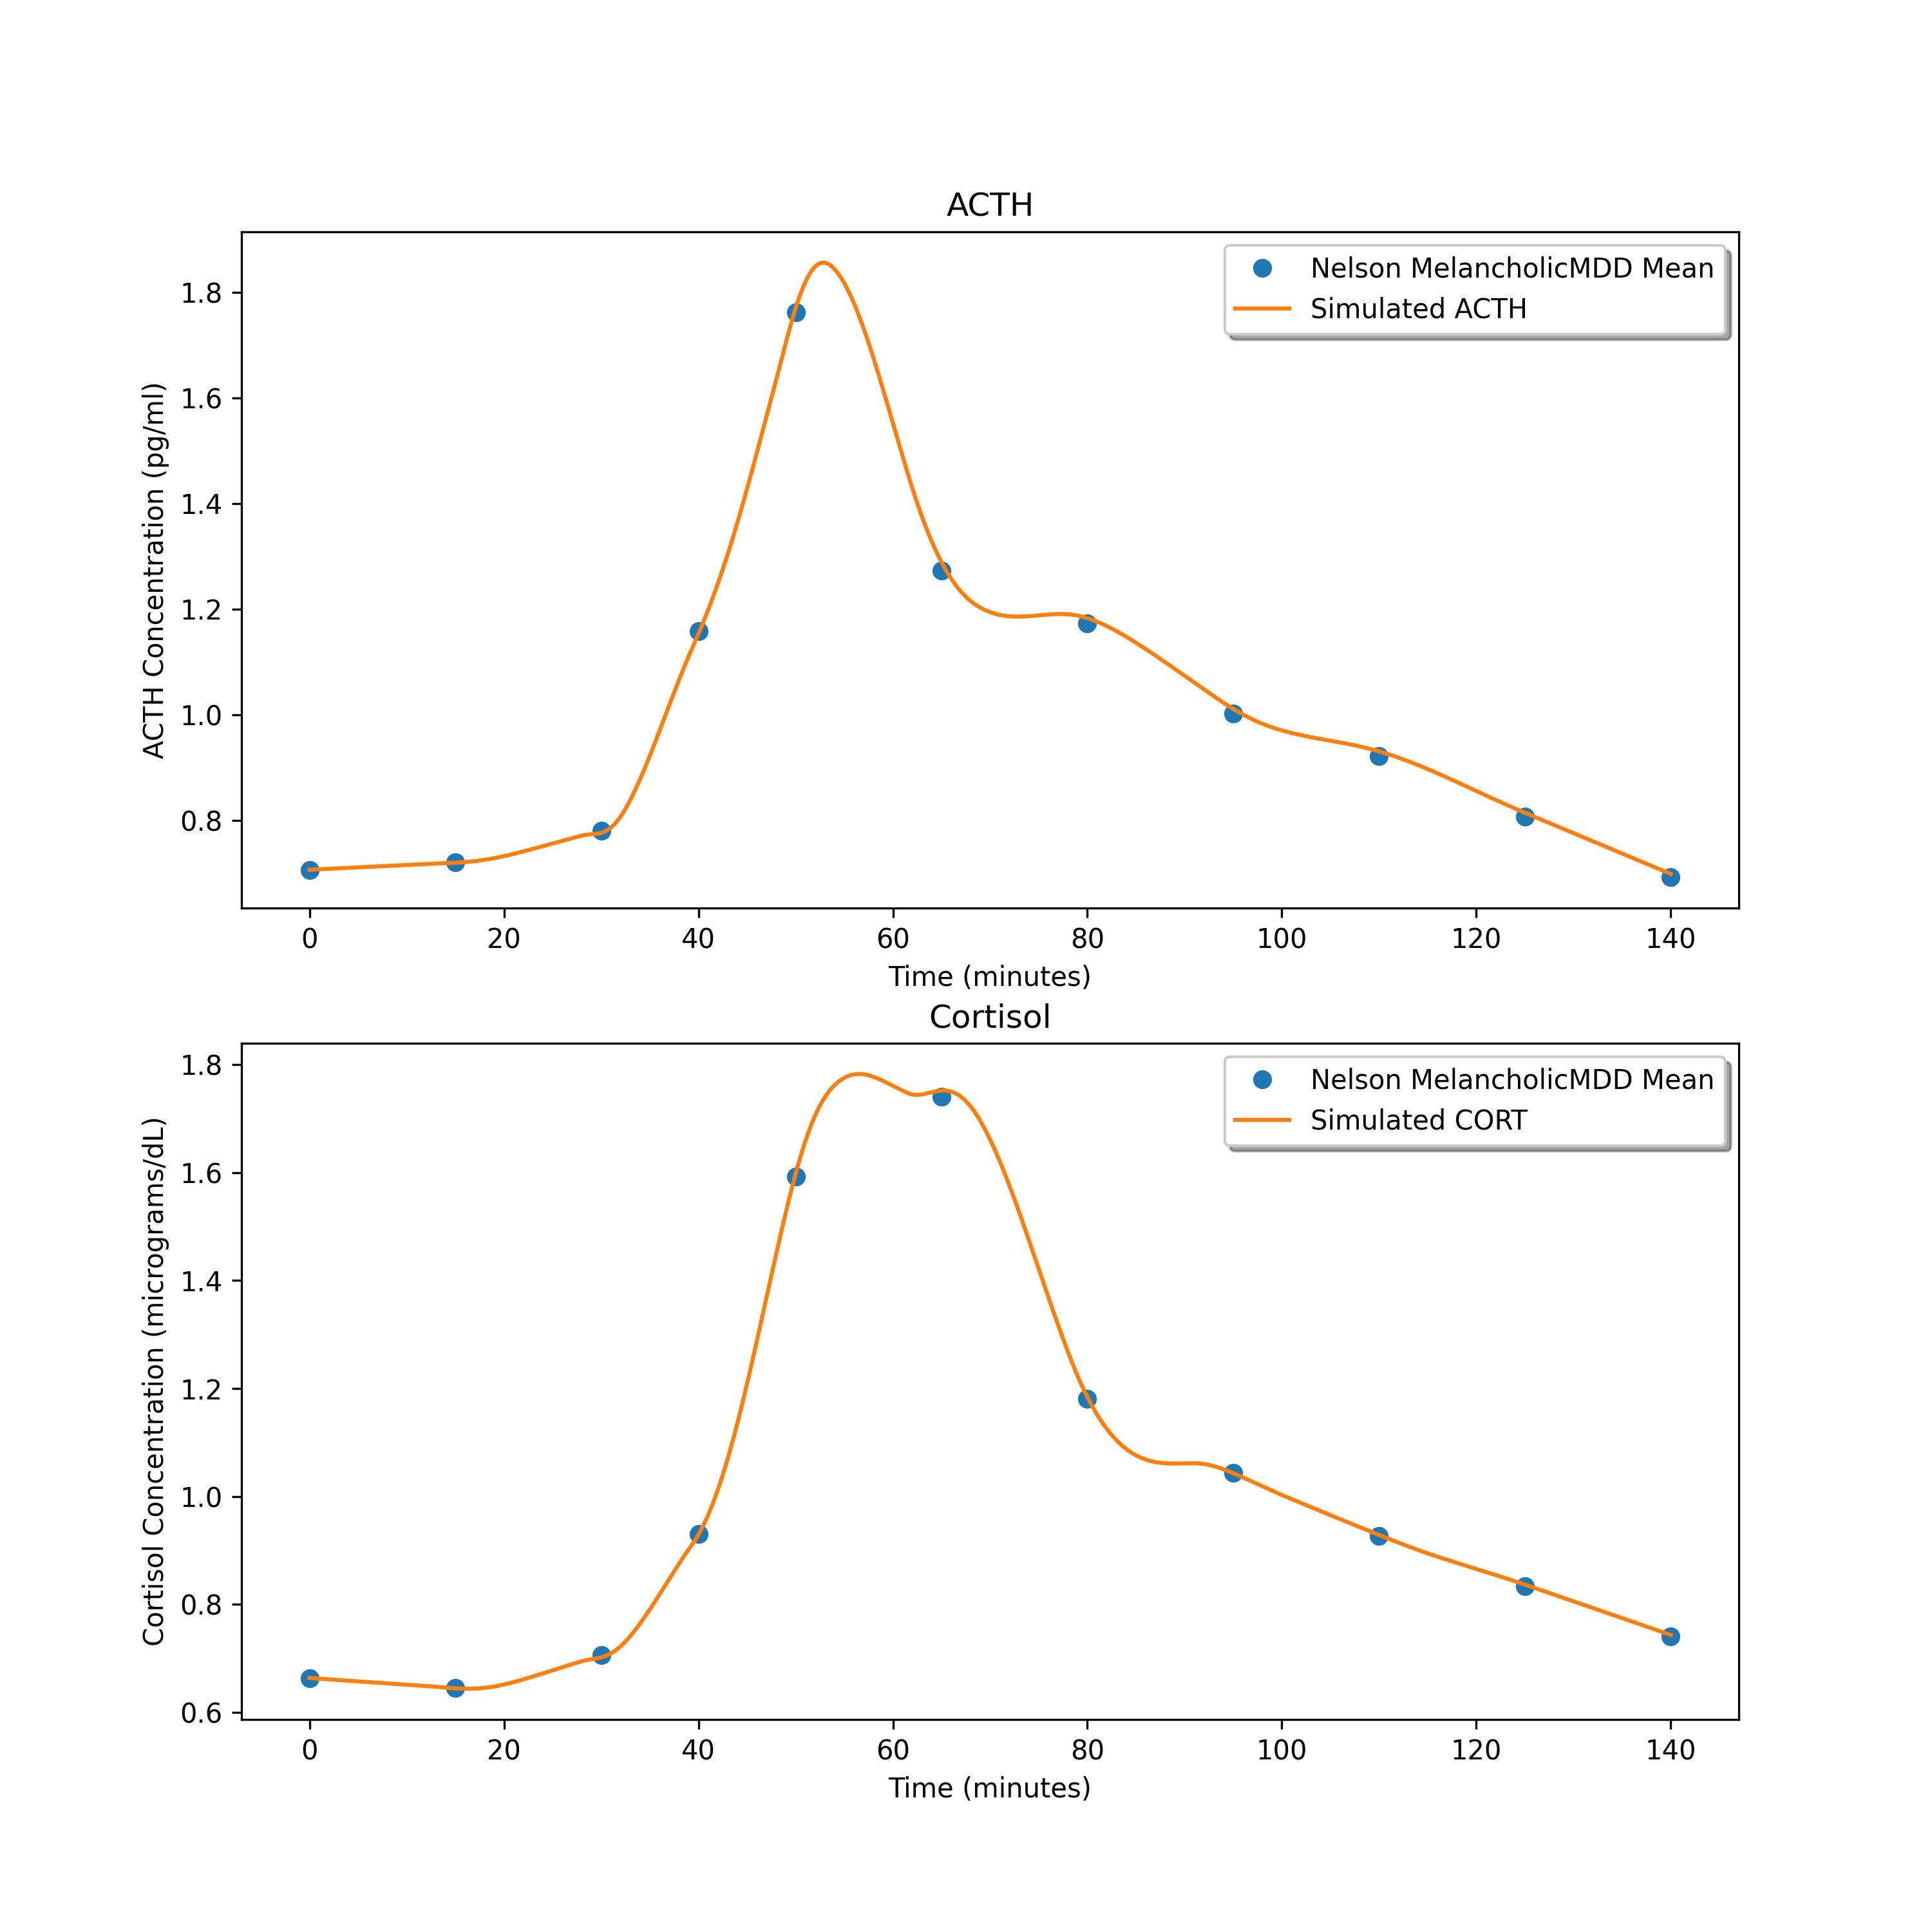 ACTH
Nelson MelancholicMDD Mean
Simulated ACTH
ACTH Concentration (pg/ml)
1.8
1.6
1.4
1.2
1.0
0.8
0 20 40 60 80 100 120 140
Time (minutes)
Cortisol
Nelson MelancholicMDD Mean
Simulated CORT
Cortisol Concentration (micrograms/dL)
1.8
1.6
1.4
1.2
1.0
0.8
0.6
0 20 40 60 80 100 120 140
Time (minutes)